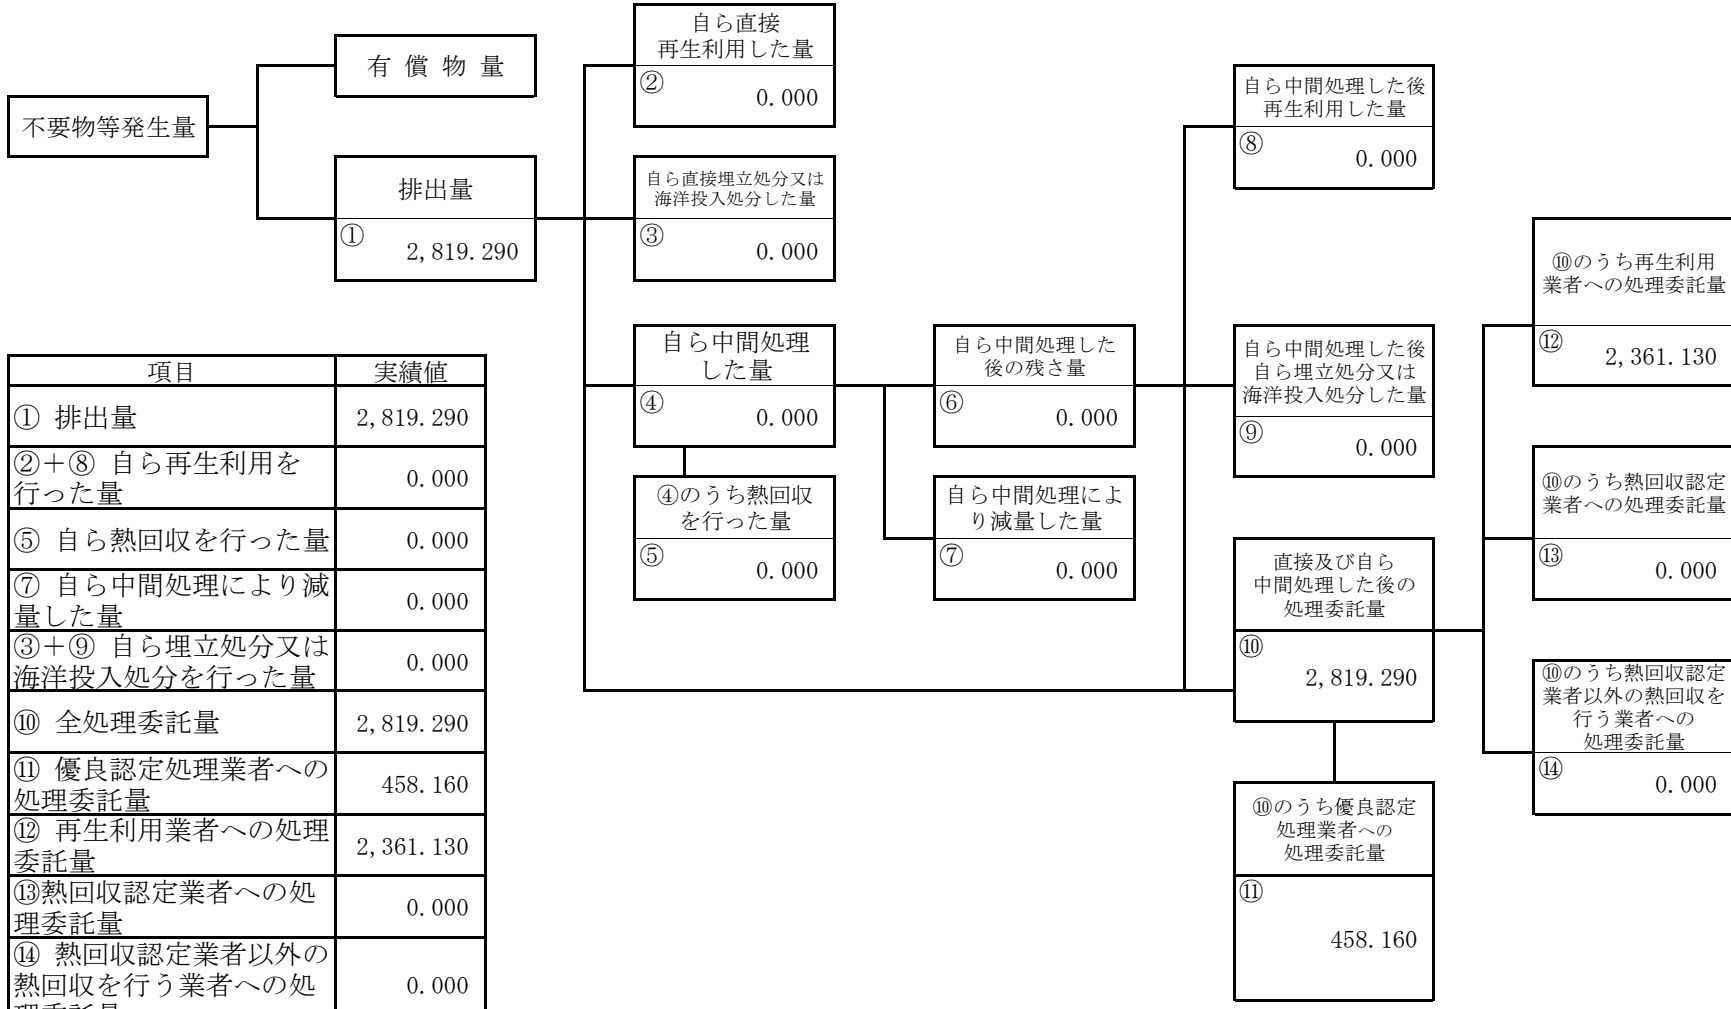 不要物等発生量
有 償 物 量
排出量
①
2,819.290
自ら直接
再生利用した量
②
0.000
自ら直接埋立処分又は
海洋投入処分した量
③
0.000
自ら中間処理
した量
④
0.000
④のうち熱回収
を行った量
⑤
0.000
自ら中間処理した
後の残さ量
⑥
0.000
自ら中間処理によ
り減量した量
⑦
0.000
自ら中間処理した後
再生利用した量
⑧
0.000
自ら中間処理した後
自ら埋立処分又は
海洋投入処分した量
⑨
0.000
直接及び自ら
中間処理した後の
処理委託量
⑩
2,819.290
⑩のうち優良認定
処理業者への
処理委託量
⑪
458.160
⑩のうち再生利用
業者への処理委託量
⑫
2,361.130
⑩のうち熱回収認定
業者への処理委託量
⑬
0.000
⑩のうち熱回収認定
業者以外の熱回収を
行う業者への
処理委託量
⑭
0.000
項目 実績値
① 排出量 2,819.290
②＋⑧ 自ら再生利用を
行った量 0.000
⑤ 自ら熱回収を行った量 0.000
⑦ 自ら中間処理により減
量した量 0.000
③＋⑨ 自ら埋立処分又は
海洋投入処分を行った量 0.000
⑩ 全処理委託量 2,819.290
⑪ 優良認定処理業者への
処理委託量 458.160
⑫ 再生利用業者への処理
委託量 2,361.130
⑬熱回収認定業者への処
理委託量 0.000
⑭ 熱回収認定業者以外の
熱回収を行う業者への処 0.000